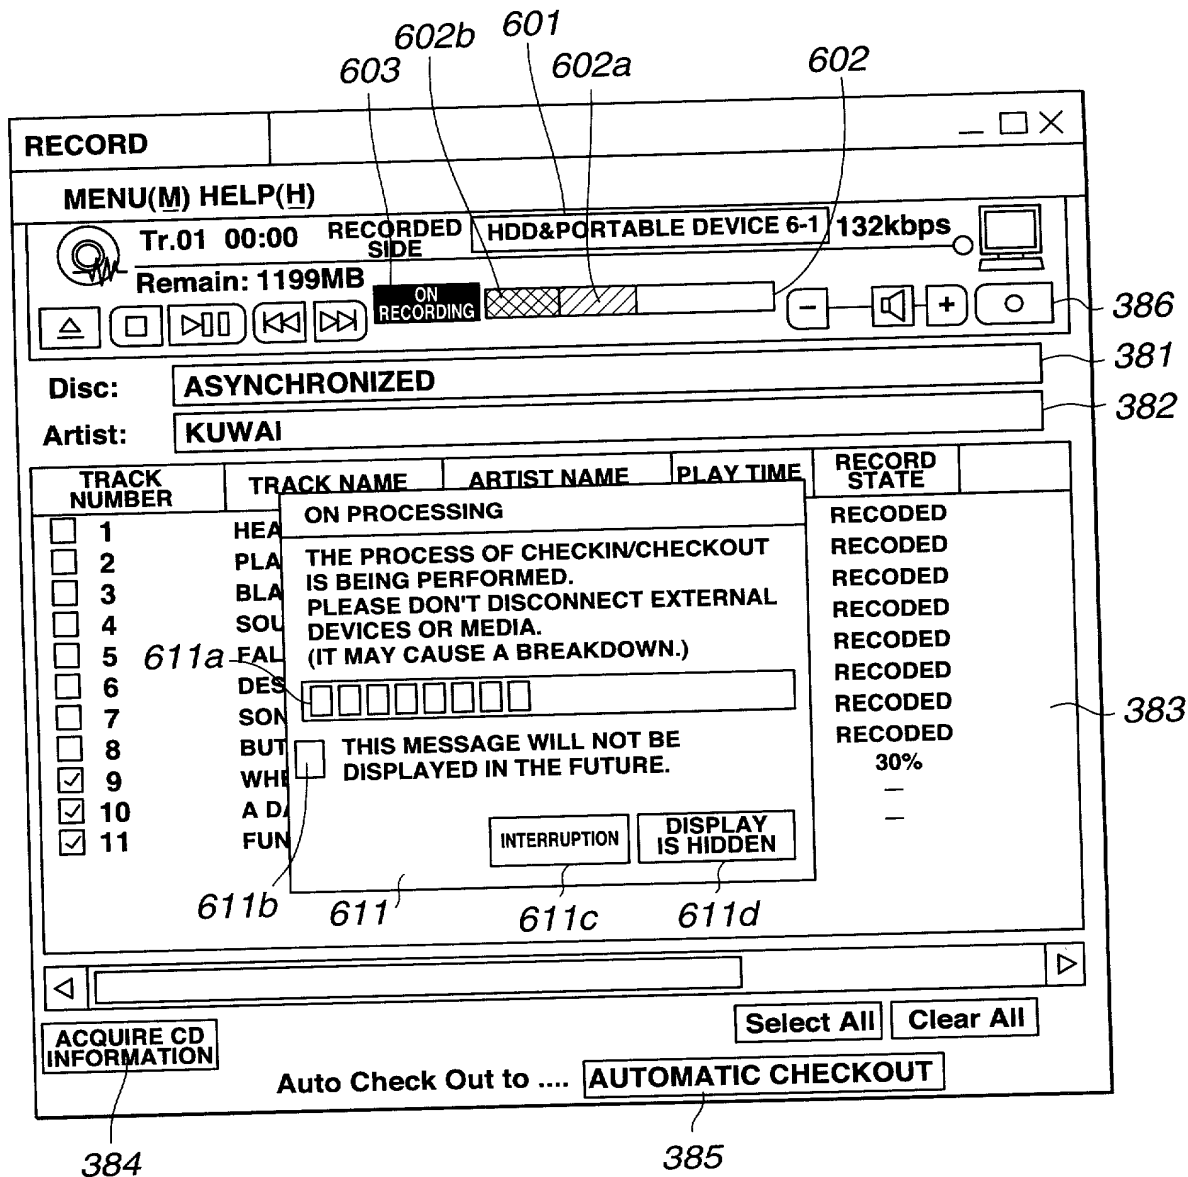 602b 601
603 602a 602
RECORD
MENU(M) HELP(H)
Tr.01 00:00 RECORDED SIDE HDD&PORTABLE DEVICE 6-1 132kbps
Remain: 1199MB
ON RECORDING
386
381
Disc: ASYNCHRONIZED
382
Artist: KUWAI
TRACK NUMBER TRACK NAME ARTIST NAME PLAY TIME RECORD STATE
ON PROCESSING
1 HEA RECODED
2 PLA RECODED
3 BLA RECODED
4 SOU RECODED
5 FAL RECODED
6 DES RECODED
7 SON RECODED
8 BUT RECODED
9 WHE 30%
10 A DA –
11 FUN –
THE PROCESS OF CHECKIN/CHECKOUT
IS BEING PERFORMED.
PLEASE DON'T DISCONNECT EXTERNAL
DEVICES OR MEDIA.
(IT MAY CAUSE A BREAKDOWN.)
611a
383
THIS MESSAGE WILL NOT BE
DISPLAYED IN THE FUTURE.
INTERRUPTION
DISPLAY
IS HIDDEN
611b 611 611c 611d
Select All Clear All
ACQUIRE CD
INFORMATION
Auto Check Out to .... AUTOMATIC CHECKOUT
384 385